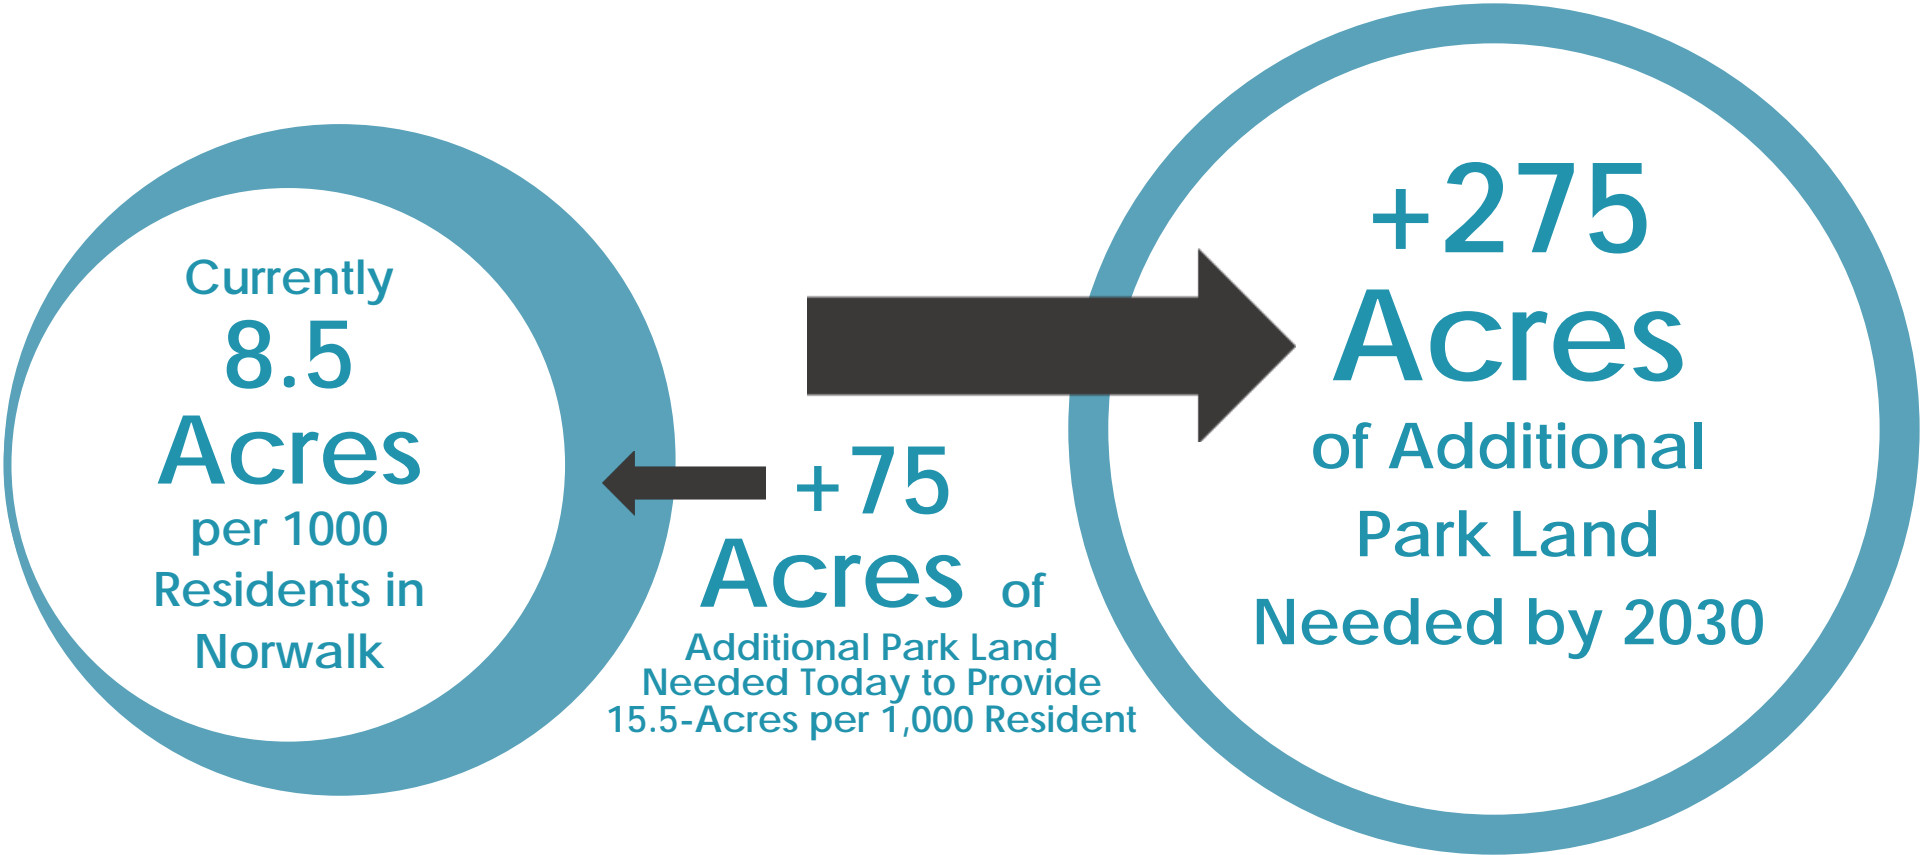 Currently
8.5
Acres
per 1000
Residents in
Norwalk
+75
Acres of
Additional Park Land
Needed Today to Provide
15.5-Acres per 1,000 Resident
+275
Acres
of Additional
Park Land
Needed by 2030